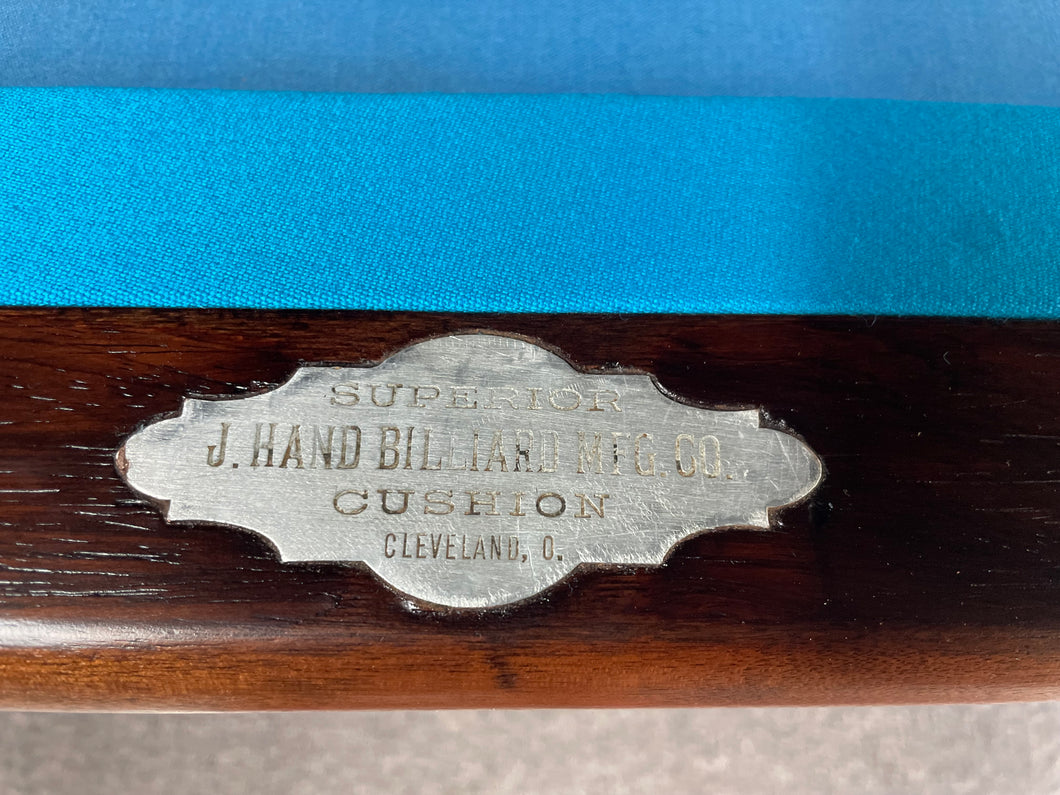 SUPERIOR
J. HAND BILLIARD MFG. CO.
CUSHION
CLEVELAND, O.